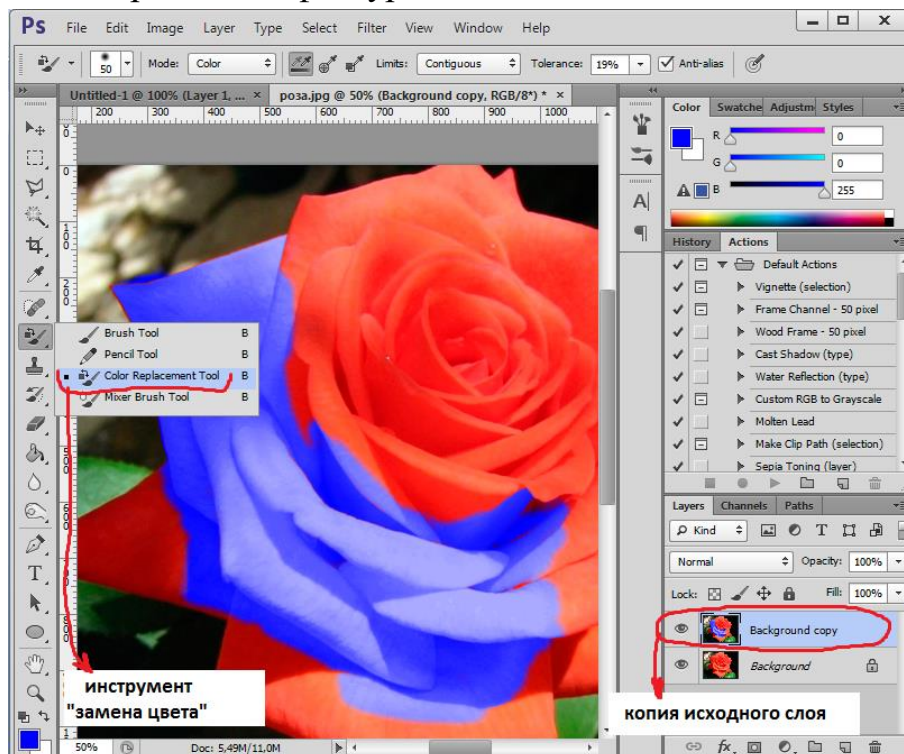 Ps File Edit Image Layer Type Select Filter View Window Help
50 Mode: Color Limits: Contiguous Tolerance: 19% Anti-alias
Untitled-1 @ 100% (Layer 1, ... × роза.jpg @ 50% (Background copy, RGB/8*) * ×
200 300 400 500 600 700 800 900 1000
Color Swatche Adjustm Styles
R 0
G 0
B 255
History Actions
Default Actions
Vignette (selection)
Frame Channel - 50 pixel
Wood Frame - 50 pixel
Cast Shadow (type)
Water Reflection (type)
Custom RGB to Grayscale
Molten Lead
Make Clip Path (selection)
Sepia Toning (layer)
Brush Tool B
Pencil Tool B
Color Replacement Tool B
Mixer Brush Tool B
Layers Channels Paths
Kind
Normal Opacity: 100%
Lock: Fill: 100%
Background copy
Background
инструмент
"замена цвета"
копия исходного слоя
50% Doc: 5,49M/11,0M
fx